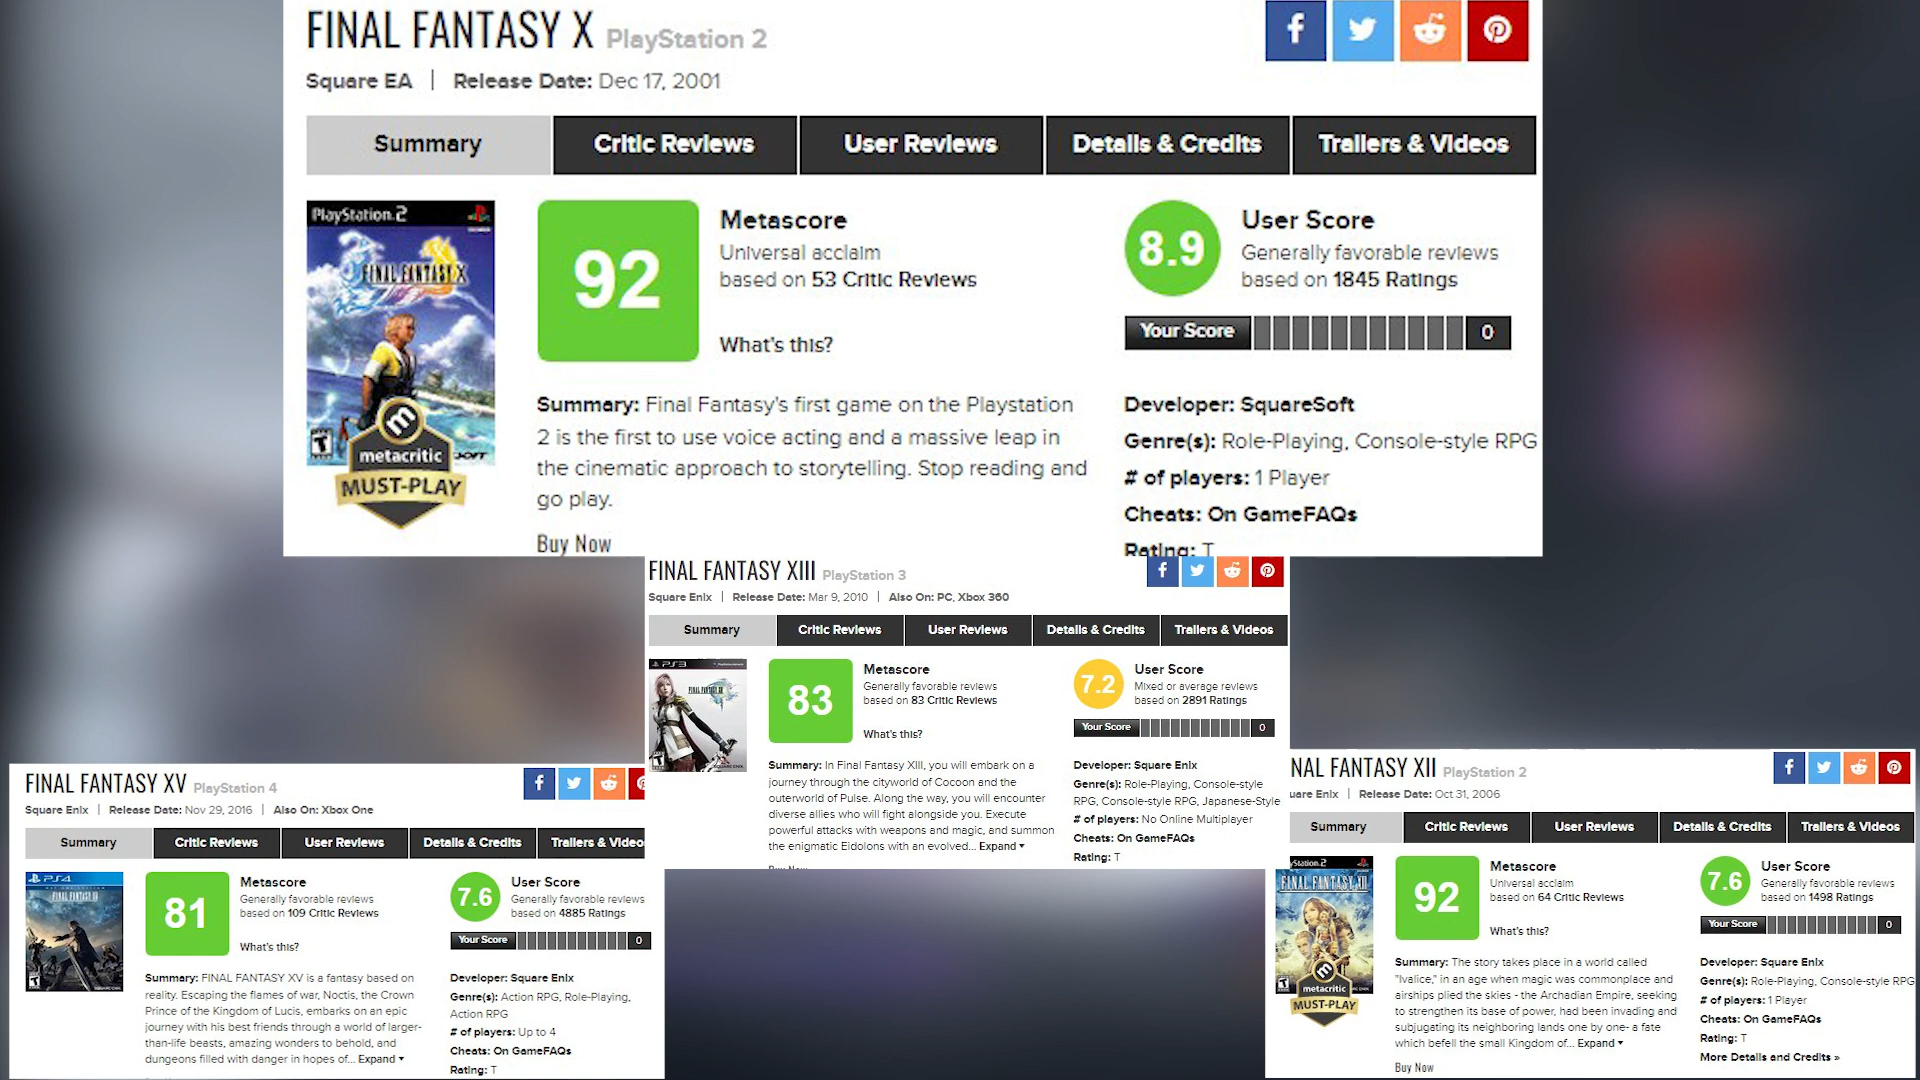 FINAL FANTASY X PlayStation 2
Square EA | Release Date: Dec 17, 2001
Summary Critic Reviews User Reviews Details & Credits Trailers & Videos
PlayStation 2
FINAL FANTASY X
metacritic
MUST-PLAY
92
Metascore
Universal acclaim
based on 53 Critic Reviews
What's this?
8.9
User Score
Generally favorable reviews
based on 1845 Ratings
Your Score 0
Summary: Final Fantasy's first game on the Playstation
2 is the first to use voice acting and a massive leap in
the cinematic approach to storytelling. Stop reading and
go play.
Buy Now
Developer: SquareSoft
Genre(s): Role-Playing, Console-style RPG
# of players: 1 Player
Cheats: On GameFAQs
Rating: T
FINAL FANTASY XIII PlayStation 3
Square Enix | Release Date: Mar 9, 2010 | Also On: PC, Xbox 360
Summary Critic Reviews User Reviews Details & Credits Trailers & Videos
PS3
FINAL FANTASY XIII
83
Metascore
Generally favorable reviews
based on 83 Critic Reviews
What's this?
7.2
User Score
Mixed or average reviews
based on 2891 Ratings
Your Score 0
Summary: In Final Fantasy XIII, you will embark on a
journey through the cityworld of Cocoon and the
outerworld of Pulse. Along the way, you will encounter
diverse allies who will fight alongside you. Execute
powerful attacks with weapons and magic, and summon
the enigmatic Eidolons with an evolved... Expand
Developer: Square Enix
Genre(s): Role-Playing, Console-style
RPG, Console-style RPG, Japanese-Style
# of players: No Online Multiplayer
Cheats: On GameFAQs
Rating: T
FINAL FANTASY XV PlayStation 4
Square Enix | Release Date: Nov 29, 2016 | Also On: Xbox One
Summary Critic Reviews User Reviews Details & Credits Trailers & Videos
PS4
FINAL FANTASY XV
81
Metascore
Generally favorable reviews
based on 109 Critic Reviews
What's this?
7.6
User Score
Generally favorable reviews
based on 4885 Ratings
Your Score 0
Summary: FINAL FANTASY XV is a fantasy based on
reality. Escaping the flames of war, Noctis, the Crown
Prince of the Kingdom of Lucis, embarks on an epic
journey with his best friends through a world of larger-
than-life beasts, amazing wonders to behold, and
dungeons filled with danger in hopes of... Expand
Developer: Square Enix
Genre(s): Action RPG, Role-Playing,
Action RPG
# of players: Up to 4
Cheats: On GameFAQs
Rating: T
NAL FANTASY XII PlayStation 2
uare Enix | Release Date: Oct 31, 2006
Summary Critic Reviews User Reviews Details & Credits Trailers & Videos
yStation 2
FINAL FANTASY XII
metacritic
MUST-PLAY
92
Metascore
Universal acclaim
based on 64 Critic Reviews
What's this?
7.6
User Score
Generally favorable reviews
based on 1498 Ratings
Your Score 0
Summary: The story takes place in a world called
"Ivalice," in an age when magic was commonplace and
airships plied the skies - the Archadian Empire, seeking
to strengthen its base of power, had been invading and
subjugating its neighboring lands one by one- a fate
which befell the small Kingdom of... Expand
Buy Now
Developer: Square Enix
Genre(s): Role-Playing, Console-style RPG
# of players: 1 Player
Cheats: On GameFAQs
Rating: T
More Details and Credits »